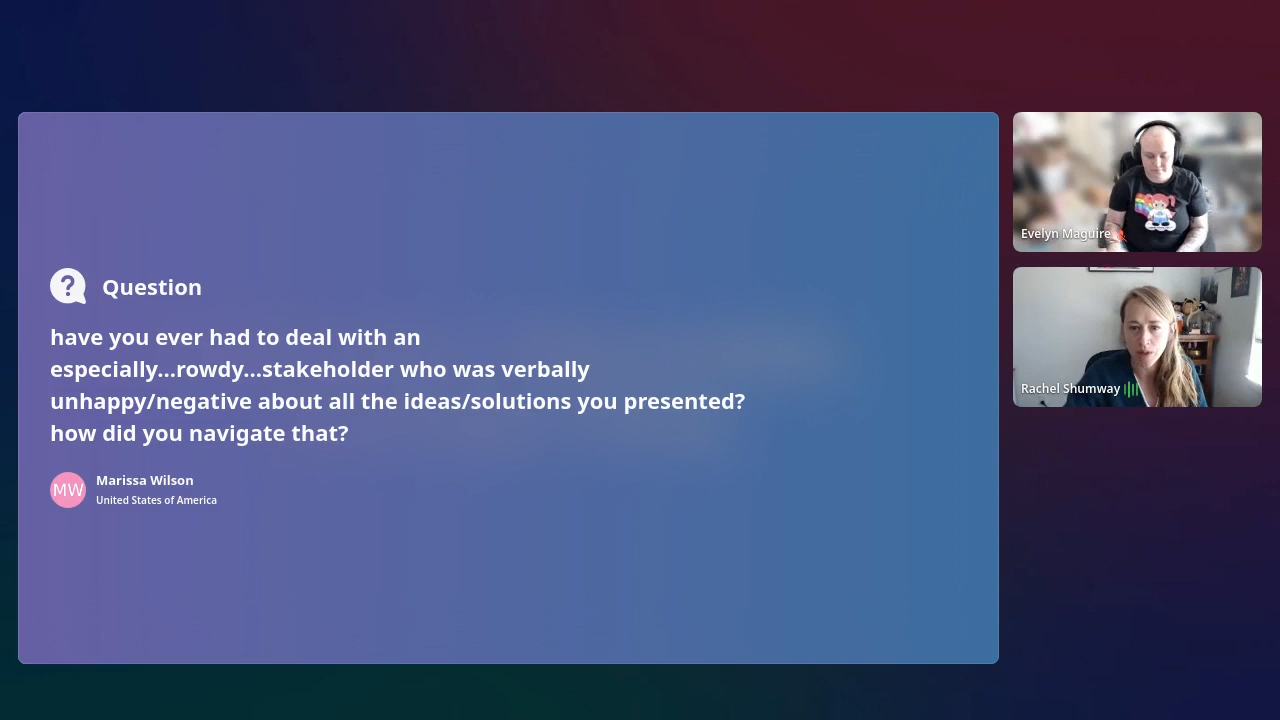 Question
have you ever had to deal with an
especially...rowdy...stakeholder who was verbally
unhappy/negative about all the ideas/solutions you presented?
how did you navigate that?
MW
Marissa Wilson
United States of America
Evelyn Maguire
Rachel Shumway